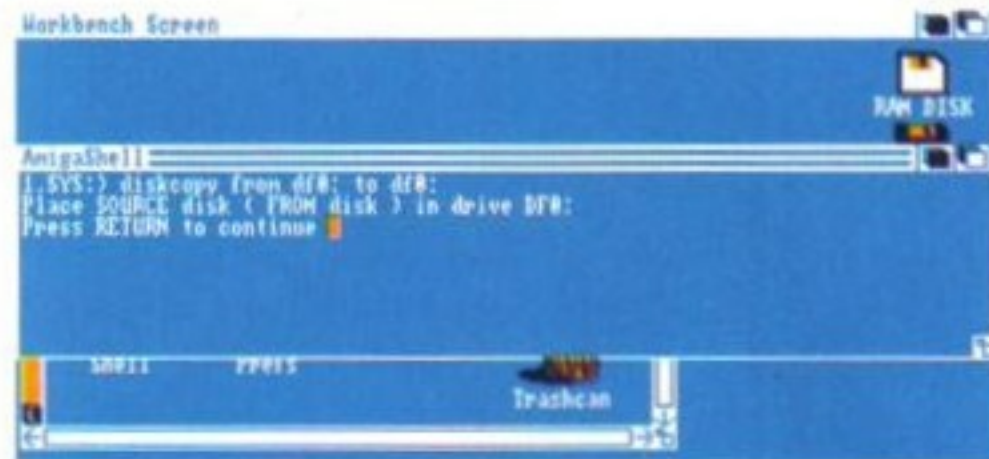 Workbench Screen
RAM DISK
AmigaShell
1.SYS:> diskcopy from df0: to df0:
Place SOURCE disk ( FROM disk ) in drive DF0:
Press RETURN to continue
Shell Prefs
Trashcan